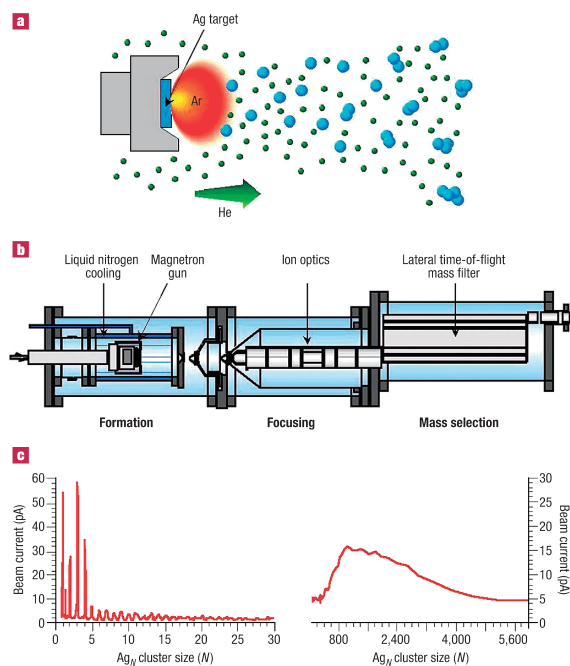 a
Ag target
Ar
He
b
Liquid nitrogen
cooling
Magnetron
gun
Ion optics
Lateral time-of-flight
mass filter
Formation
Focusing
Mass selection
c
Beam current (pA)
60
50
40
30
20
10
0
0 5 10 15 20 25 30
AgN cluster size (N)
30
25
20
15
10
5
0
Beam current (pA)
800 2,400 4,000 5,600
AgN cluster size (N)